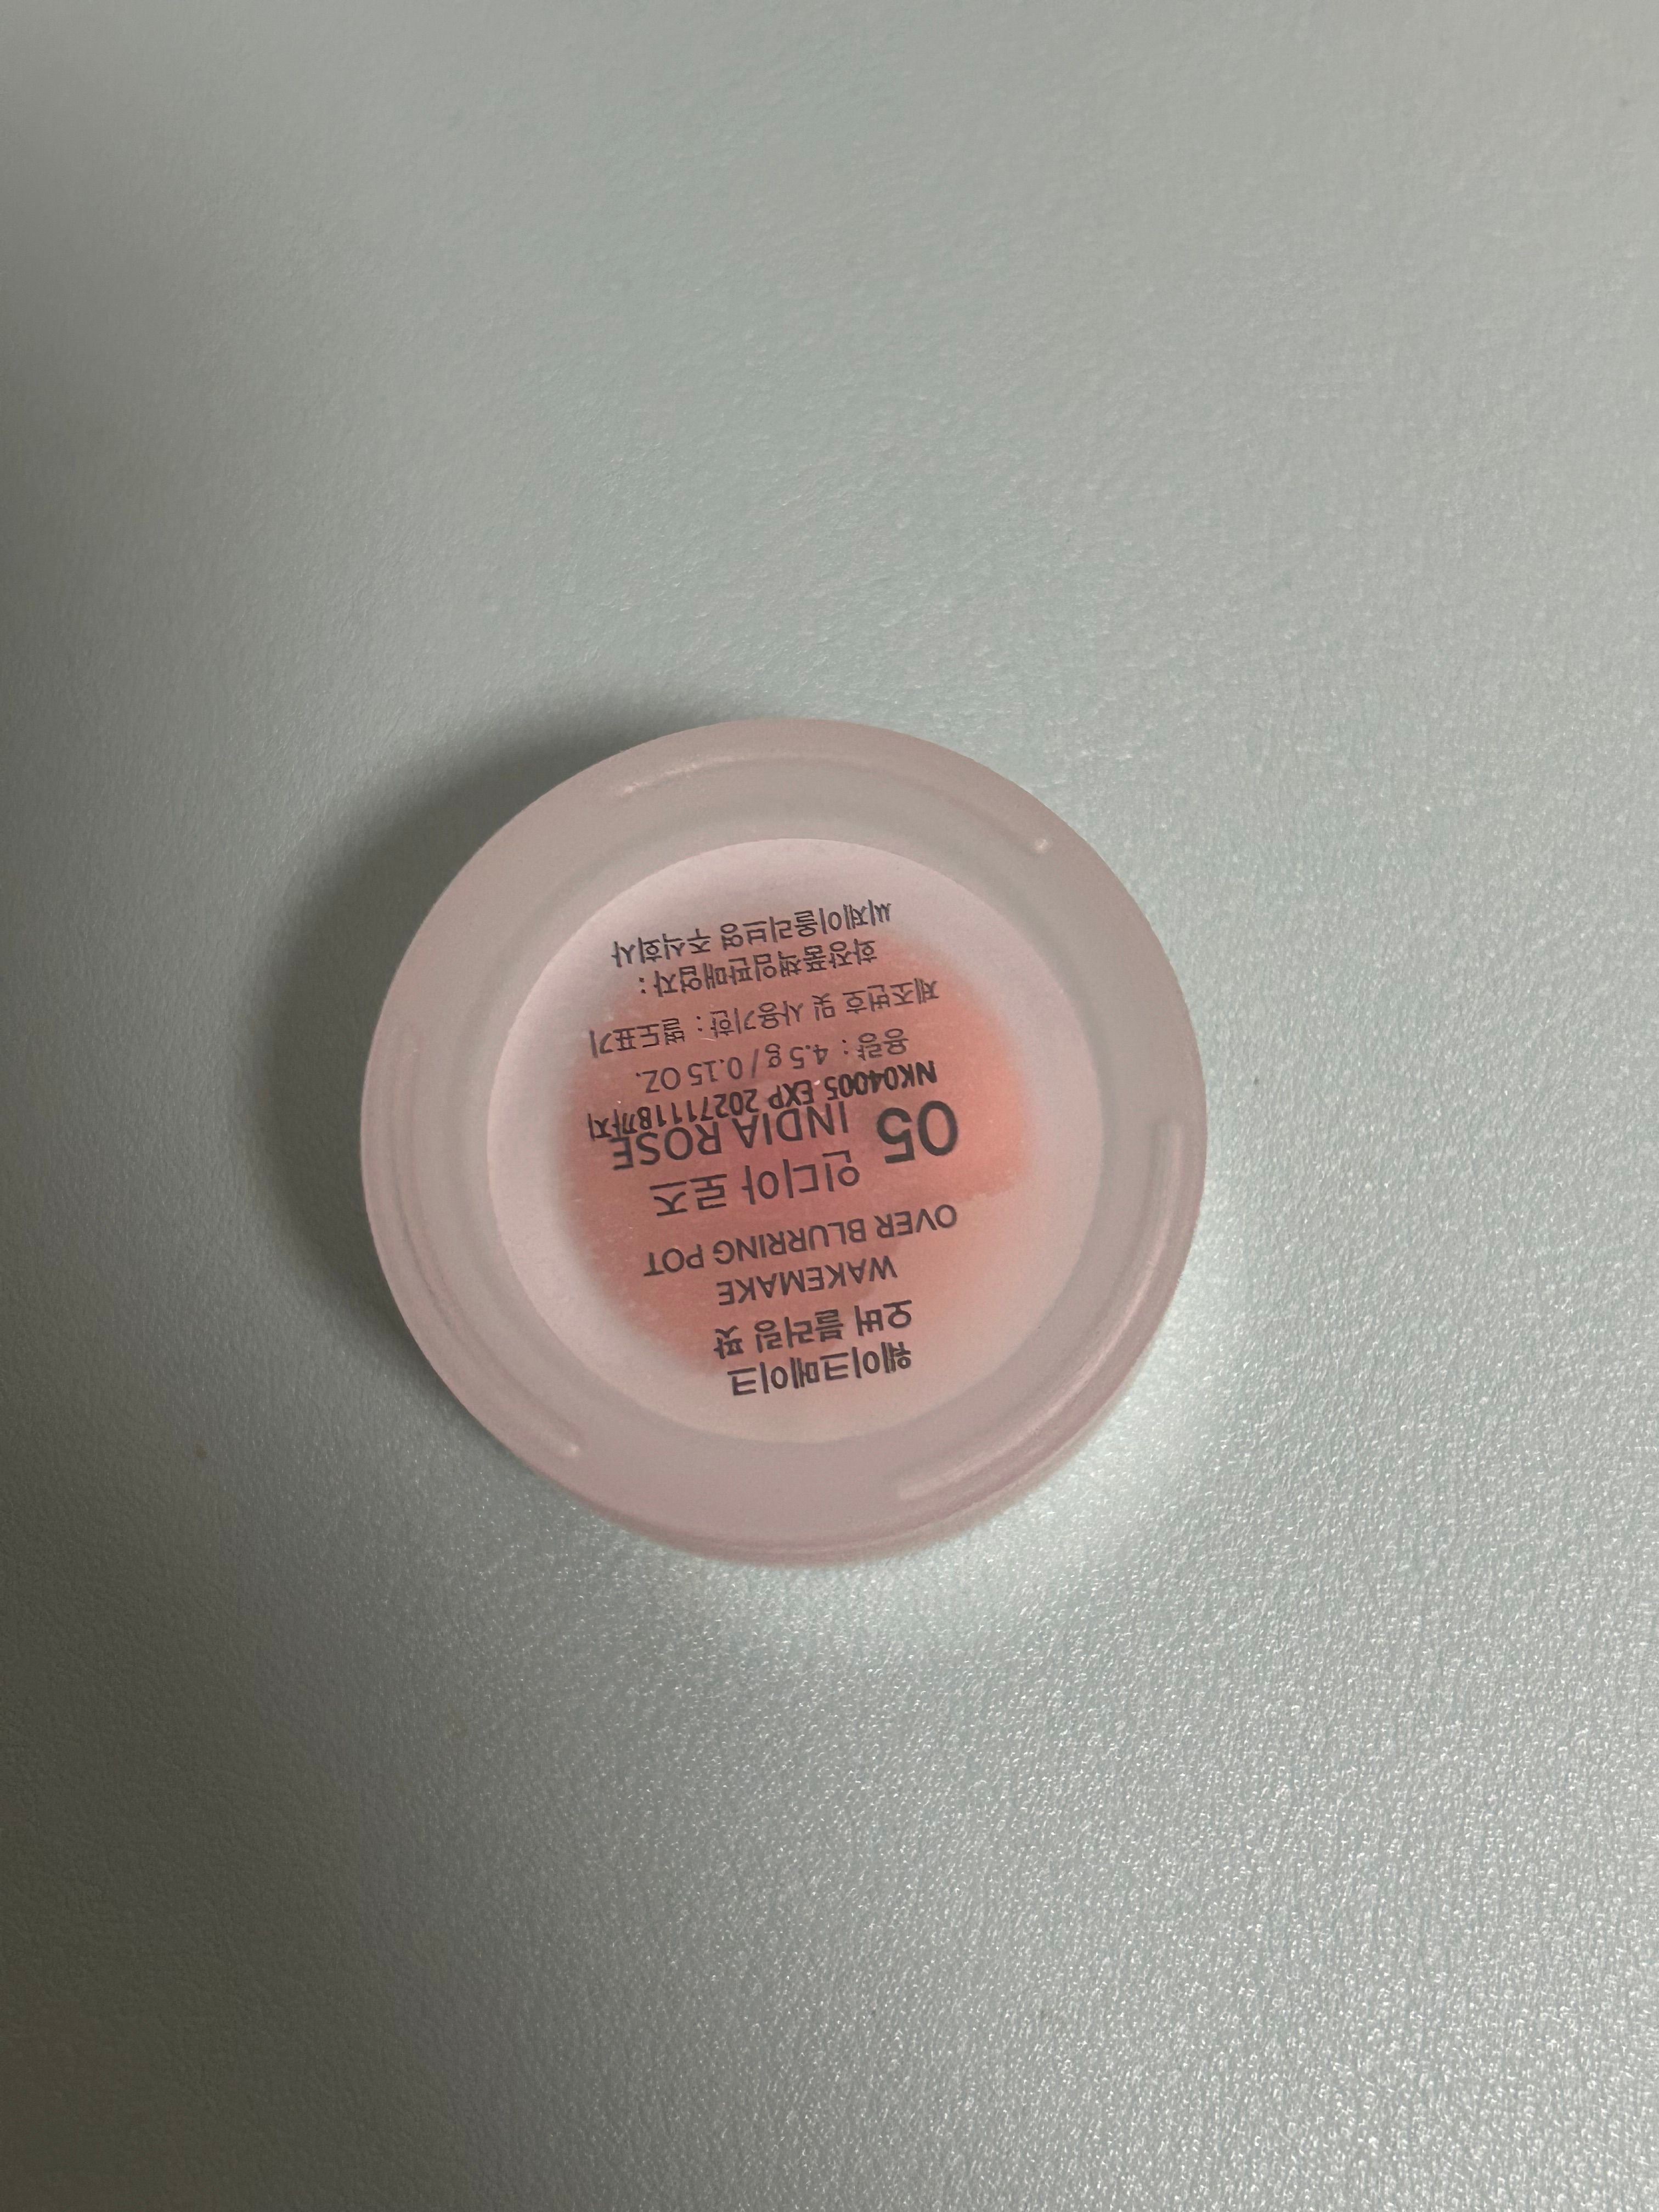 웨이크메이크
오버 블러링 팟
WAKEMAKE
OVER BLURRING POT
05 인디아 로즈
INDIA ROSE
NK04005 EXP 20271118까지
용량 : 4.5 g / 0.15 OZ.
제조번호 및 사용기한 : 별도표기
화장품책임판매업자 :
씨제이올리브영 주식회사